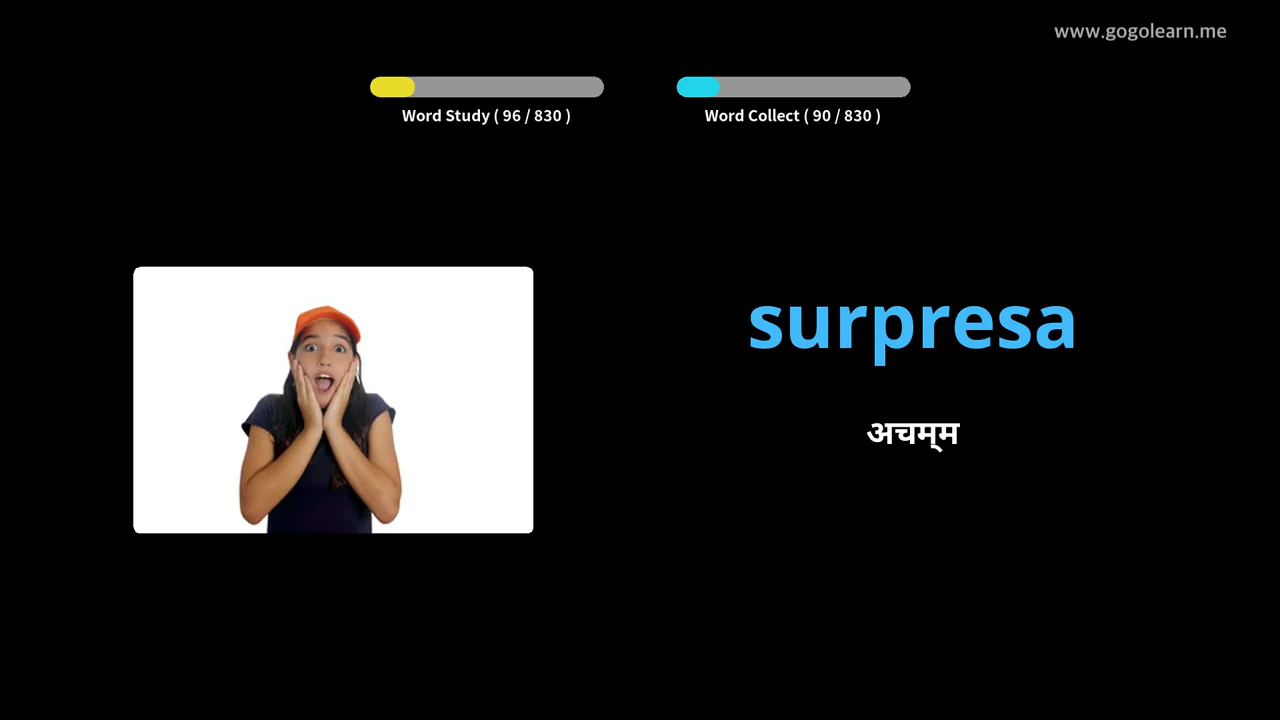 www.gogolearn.me
Word Study ( 96 / 830 )
Word Collect ( 90 / 830 )
surpresa
अचम्म